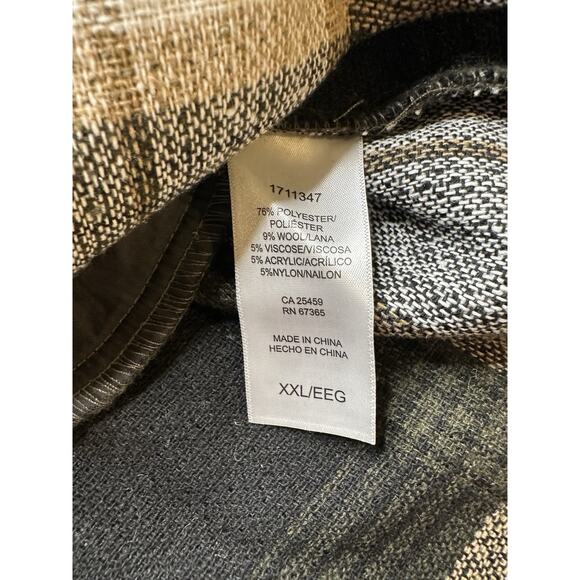 1711347
76% POLYESTER/
POLIÉSTER
9% WOOL/LANA
5% VISCOSE/VISCOSA
5% ACRYLIC/ACRÍLICO
5%NYLON/NAILON
CA 25459
RN 67365
MADE IN CHINA
HECHO EN CHINA
XXL/EEG